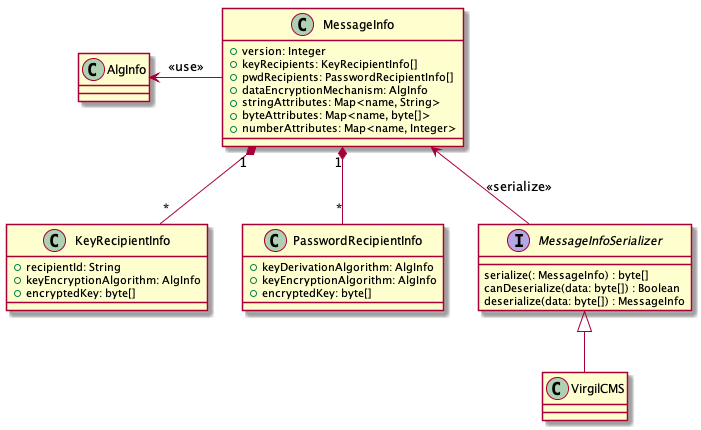 C MessageInfo
version: Integer
keyRecipients: KeyRecipientInfo[]
pwdRecipients: PasswordRecipientInfo[]
dataEncryptionMechanism: AlgInfo
stringAttributes: Map<name, String>
byteAttributes: Map<name, byte[]>
numberAttributes: Map<name, Integer>
C AlgInfo
«use»
1
1
*
*
«serialize»
C KeyRecipientInfo
recipientId: String
keyEncryptionAlgorithm: AlgInfo
encryptedKey: byte[]
C PasswordRecipientInfo
keyDerivationAlgorithm: AlgInfo
keyEncryptionAlgorithm: AlgInfo
encryptedKey: byte[]
I MessageInfoSerializer
serialize(: MessageInfo) : byte[]
canDeserialize(data: byte[]) : Boolean
deserialize(data: byte[]) : MessageInfo
C VirgilCMS